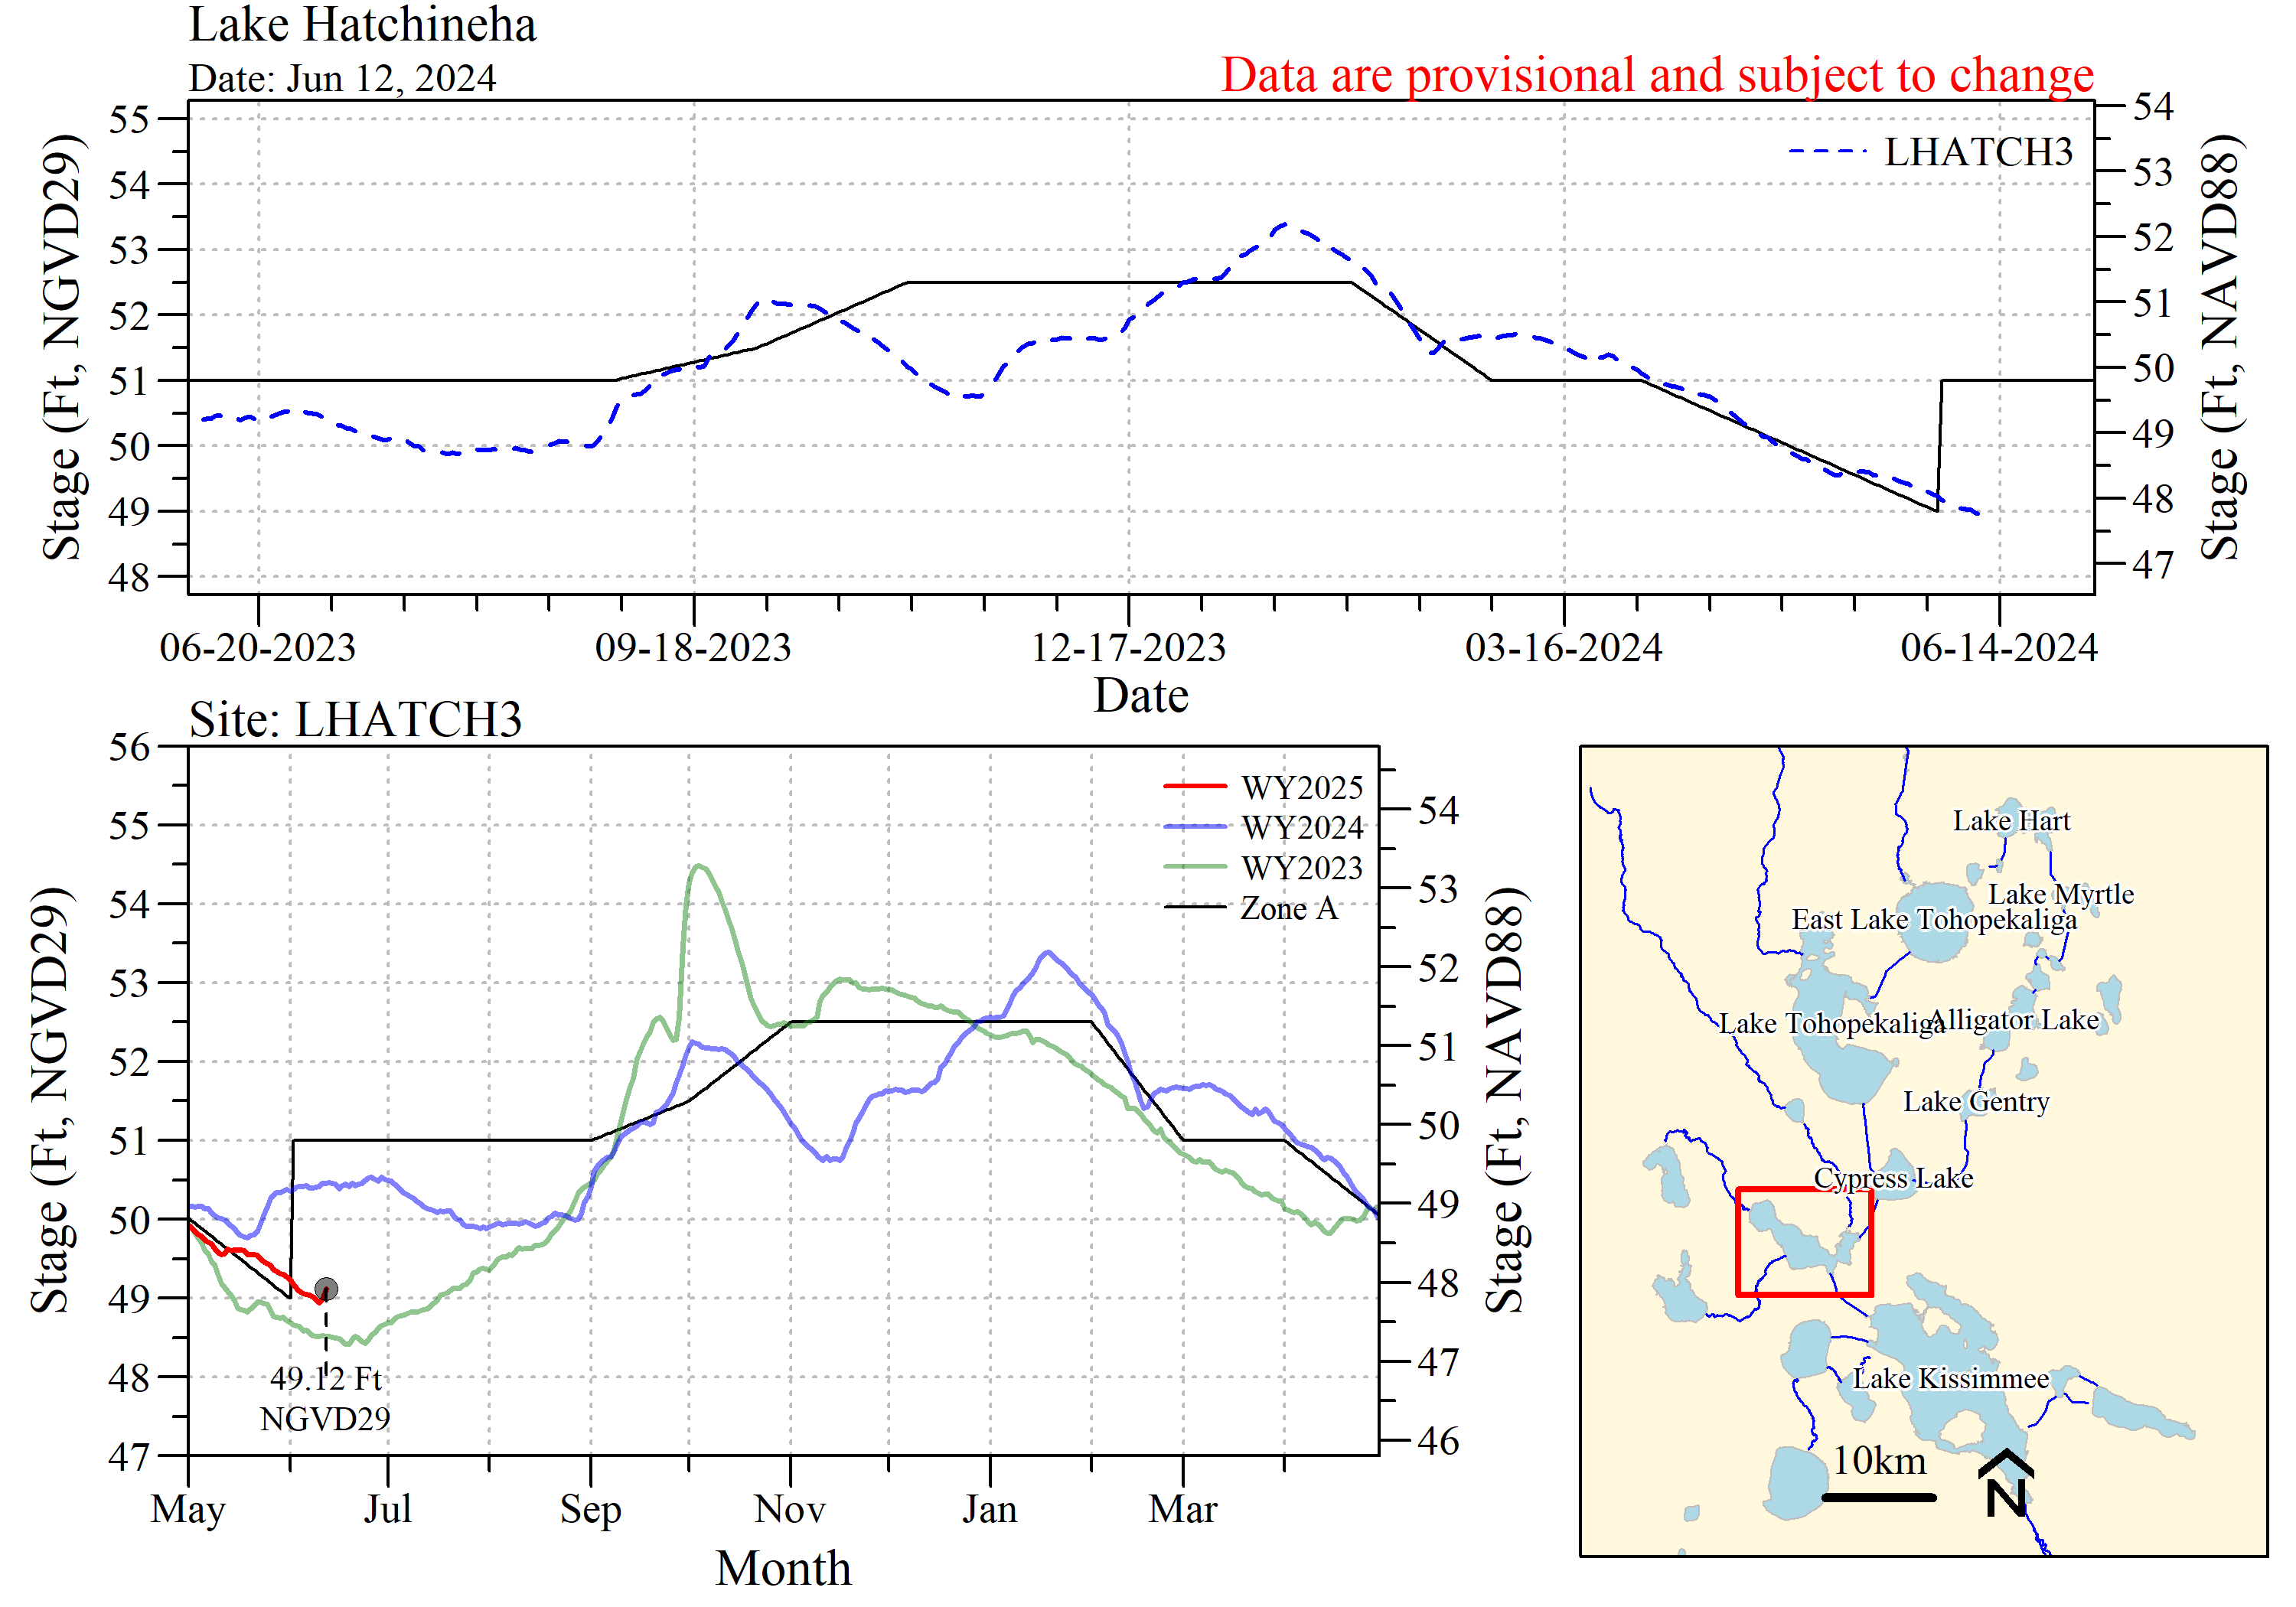 Lake Hatchineha
Date: Jun 12, 2024
Data are provisional and subject to change
Stage (Ft, NGVD29)
55
54
53
52
51
50
49
48
LHATCH3
54
53
52
51
50
49
48
47
Stage (Ft, NAVD88)
06-20-2023 09-18-2023 12-17-2023 03-16-2024 06-14-2024
Date
Site: LHATCH3
Stage (Ft, NGVD29)
56
55
54
53
52
51
50
49
48
47
WY2025
WY2024
WY2023
Zone A
49.12 Ft
NGVD29
54
53
52
51
50
49
48
47
46
Stage (Ft, NAVD88)
May Jul Sep Nov Jan Mar
Month
Lake Hart
Lake Myrtle
East Lake Tohopekaliga
Lake Tohopekaliga
Alligator Lake
Lake Gentry
Cypress Lake
Lake Kissimmee
10km
N